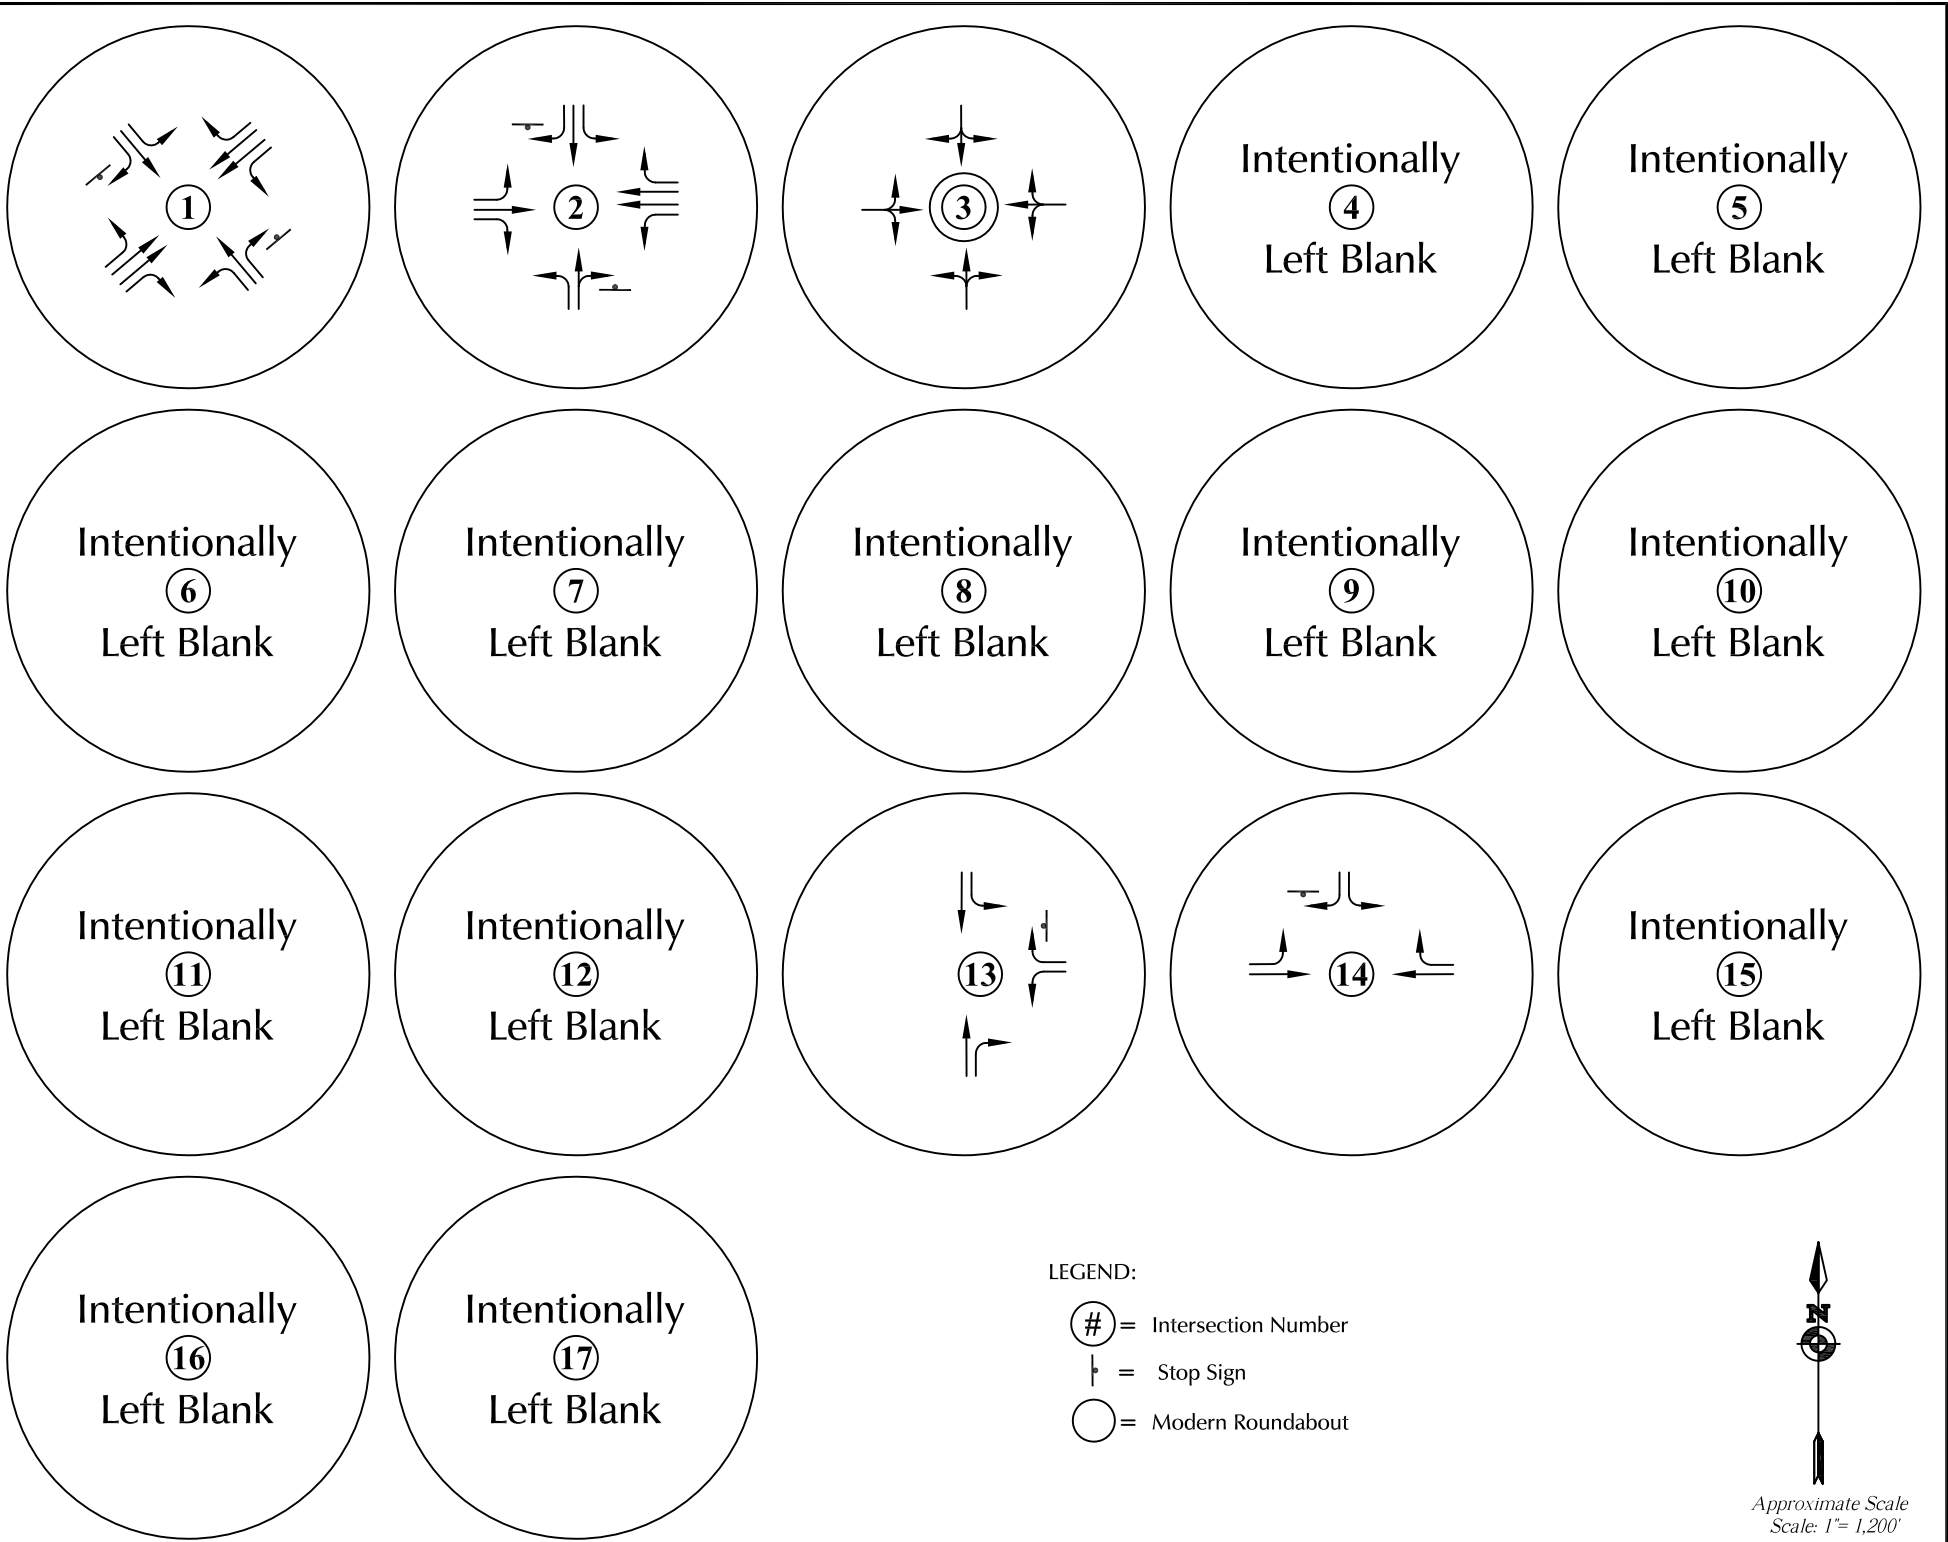 1
2
3
Intentionally
4
Left Blank
Intentionally
5
Left Blank
Intentionally
6
Left Blank
Intentionally
7
Left Blank
Intentionally
8
Left Blank
Intentionally
9
Left Blank
Intentionally
10
Left Blank
Intentionally
11
Left Blank
Intentionally
12
Left Blank
13
14
Intentionally
15
Left Blank
Intentionally
16
Left Blank
Intentionally
17
Left Blank
LEGEND:
# = Intersection Number
= Stop Sign
= Modern Roundabout
N
Approximate Scale
Scale: 1"= 1,200'